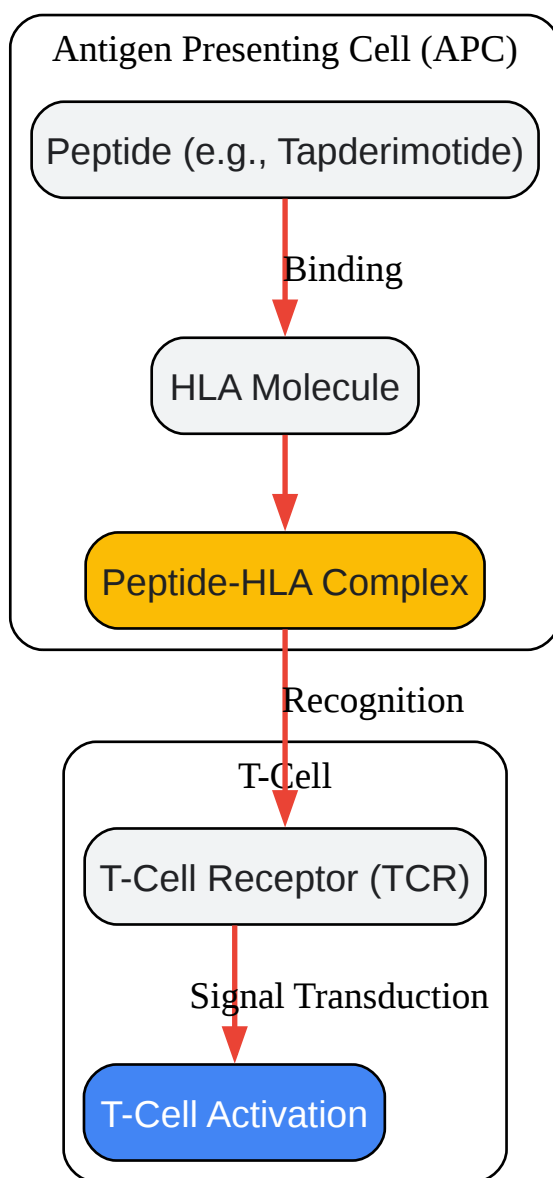 Antigen Presenting Cell (APC)
Peptide (e.g., Tapderimotide)
Binding
HLA Molecule
Peptide-HLA Complex
Recognition
T-Cell
T-Cell Receptor (TCR)
Signal Transduction
T-Cell Activation